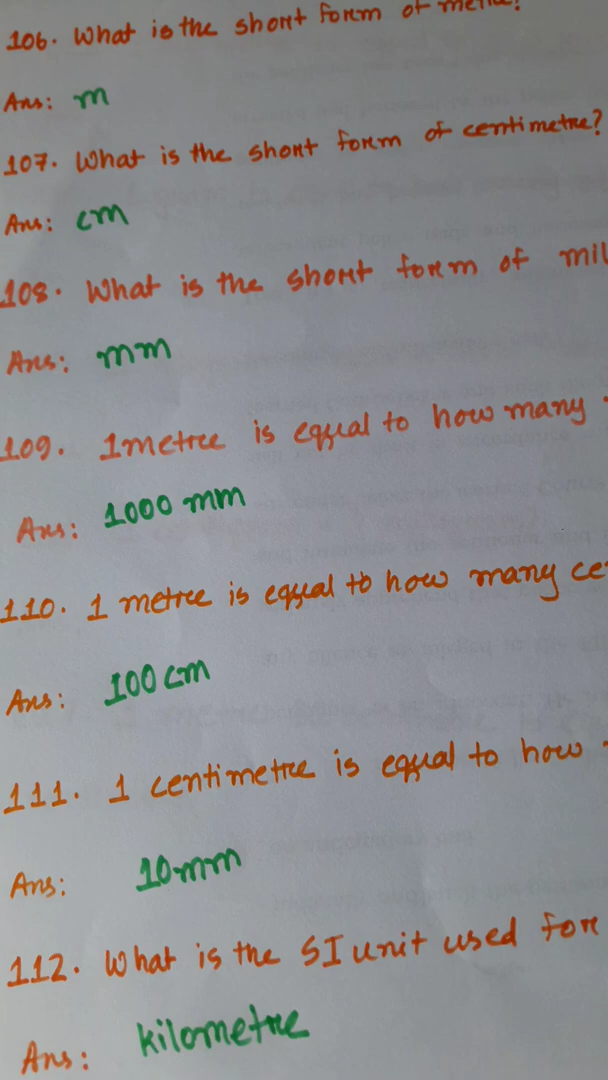 106. What is the short form of metre?
Ans: m
107. What is the short form of centimetre?
Ans: cm
108. What is the short form of mil
Ans: mm
109. 1 metre is equal to how many
Ans: 1000 mm
110. 1 metre is equal to how many ce
Ans: 100 cm
111. 1 centimetre is equal to how
Ans: 10 mm
112. What is the SI unit used for
Ans: kilometre